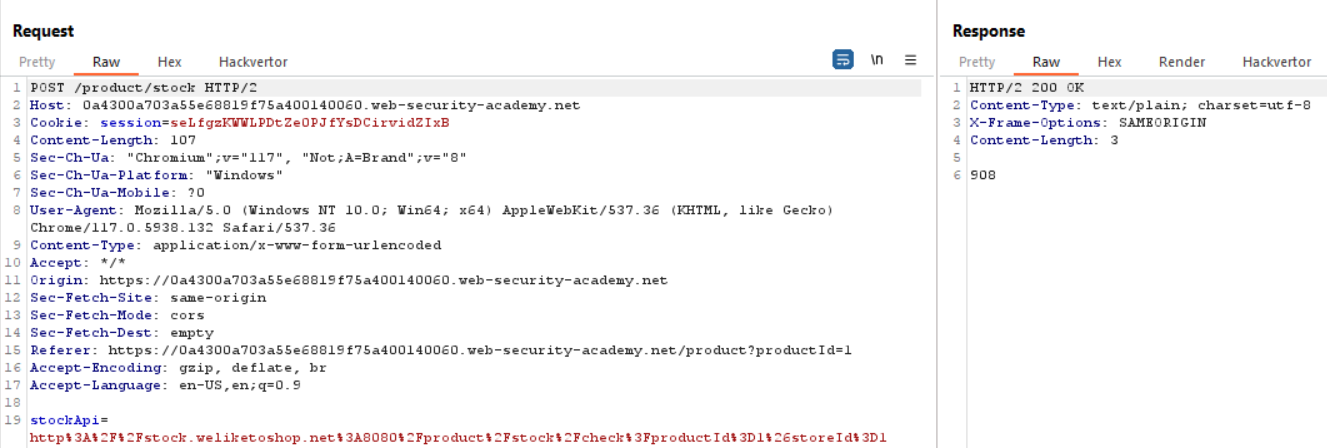 Request
Pretty Raw Hex Hackvertor \n
1 POST /product/stock HTTP/2
2 Host: 0a4300a703a55e68819f75a400140060.web-security-academy.net
3 Cookie: session=seLfgzKWWLPDtZeOPJfYsDCirvidZIxB
4 Content-Length: 107
5 Sec-Ch-Ua: "Chromium";v="117", "Not;A=Brand";v="8"
6 Sec-Ch-Ua-Platform: "Windows"
7 Sec-Ch-Ua-Mobile: ?0
8 User-Agent: Mozilla/5.0 (Windows NT 10.0; Win64; x64) AppleWebKit/537.36 (KHTML, like Gecko)
Chrome/117.0.5938.132 Safari/537.36
9 Content-Type: application/x-www-form-urlencoded
10 Accept: */*
11 Origin: https://0a4300a703a55e68819f75a400140060.web-security-academy.net
12 Sec-Fetch-Site: same-origin
13 Sec-Fetch-Mode: cors
14 Sec-Fetch-Dest: empty
15 Referer: https://0a4300a703a55e68819f75a400140060.web-security-academy.net/product?productId=1
16 Accept-Encoding: gzip, deflate, br
17 Accept-Language: en-US,en;q=0.9
18
19 stockApi=
http%3A%2F%2Fstock.weliketoshop.net%3A8080%2Fproduct%2Fstock%2Fcheck%3FproductId%3D1%26storeId%3D1
Response
Pretty Raw Hex Render Hackvertor
1 HTTP/2 200 OK
2 Content-Type: text/plain; charset=utf-8
3 X-Frame-Options: SAMEORIGIN
4 Content-Length: 3
5
6 908